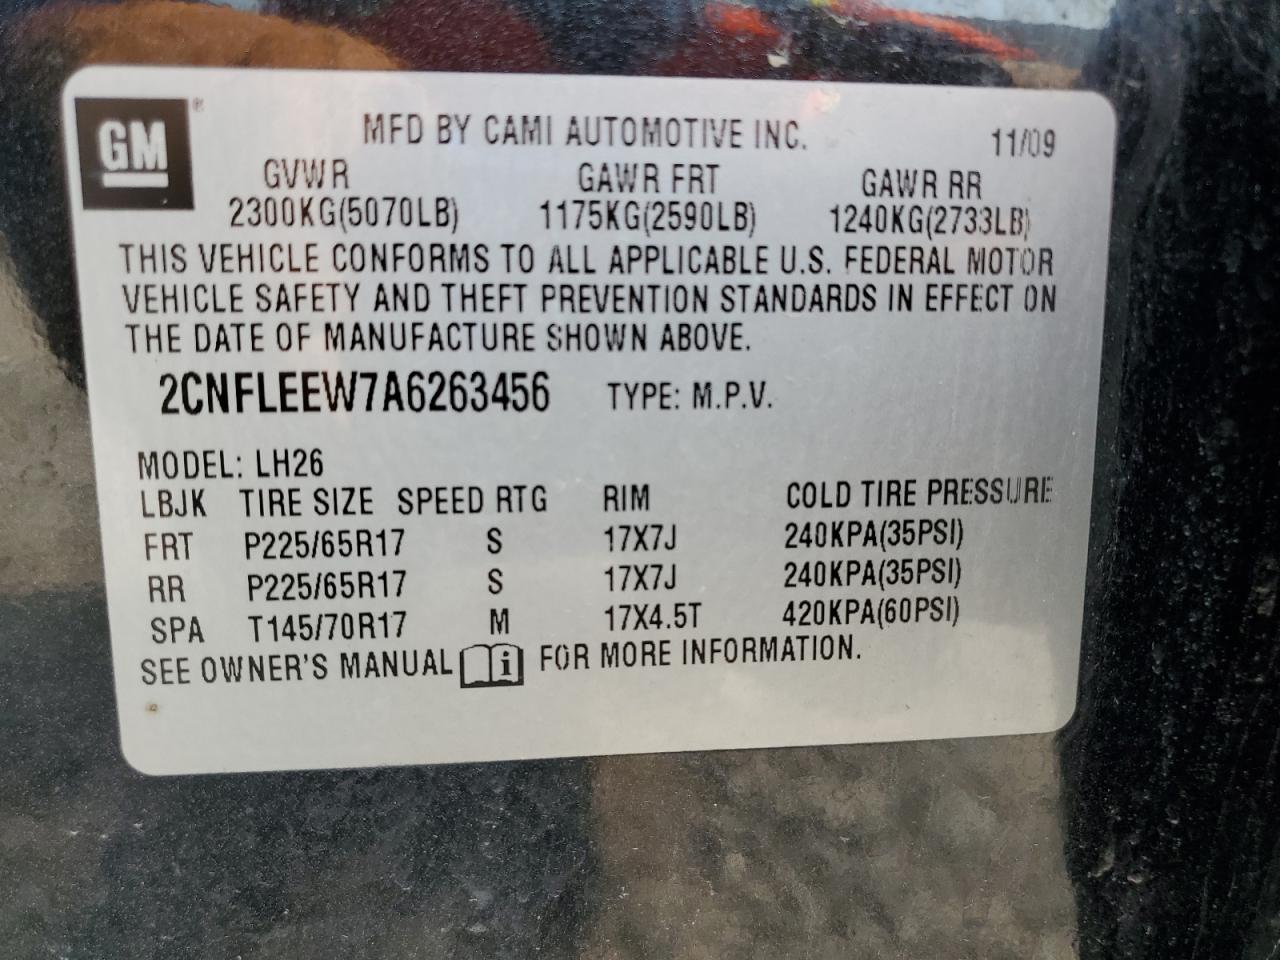 GM®
MFD BY CAMI AUTOMOTIVE INC. 11/09
GVWR GAWR FRT GAWR RR
2300KG(5070LB) 1175KG(2590LB) 1240KG(2733LB)
THIS VEHICLE CONFORMS TO ALL APPLICABLE U.S. FEDERAL MOTOR
VEHICLE SAFETY AND THEFT PREVENTION STANDARDS IN EFFECT ON
THE DATE OF MANUFACTURE SHOWN ABOVE.
2CNFLEEW7A6263456 TYPE: M.P.V.
MODEL: LH26
LBJK TIRE SIZE SPEED RTG RIM COLD TIRE PRESSURE
FRT P225/65R17 S 17X7J 240KPA(35PSI)
RR P225/65R17 S 17X7J 240KPA(35PSI)
SPA T145/70R17 M 17X4.5T 420KPA(60PSI)
SEE OWNER'S MANUAL i FOR MORE INFORMATION.